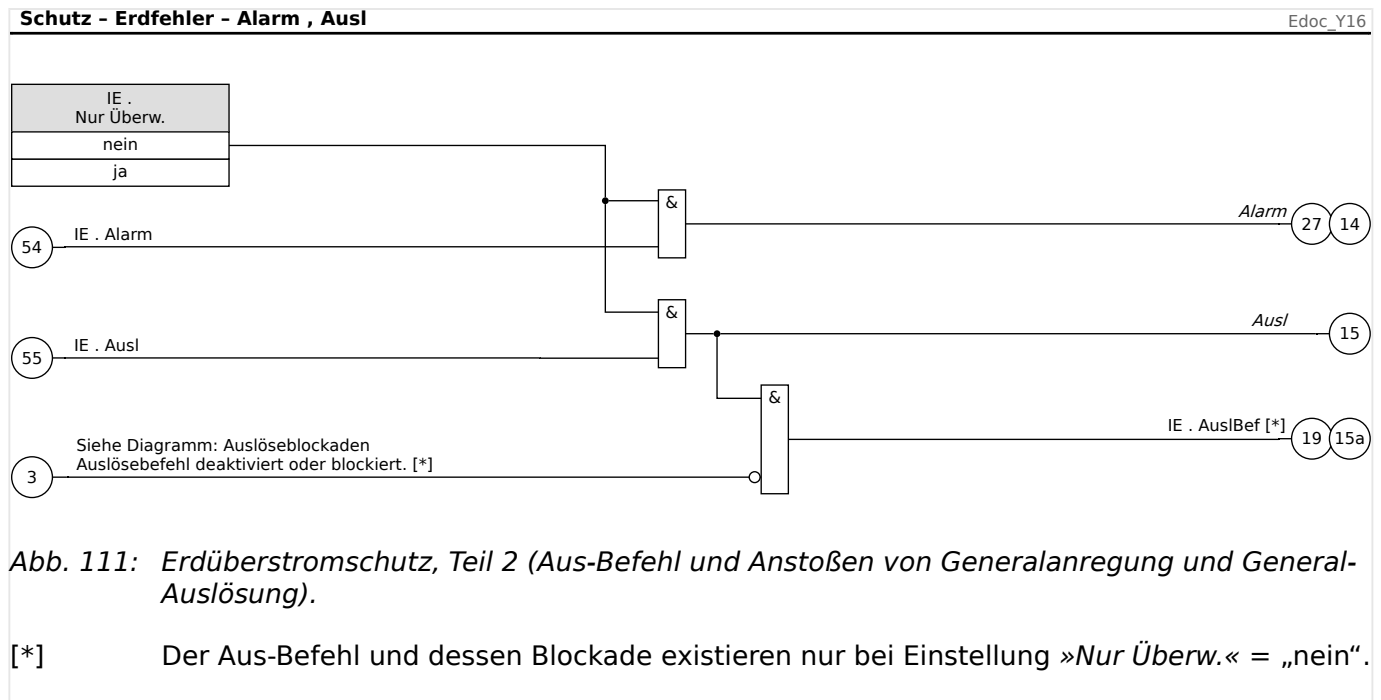 Schutz – Erdfehler – Alarm , Ausl
Edoc_Y16
IE .
Nur Überw.
nein
ja
&
Alarm
27
14
54
IE . Alarm
&
Ausl
15
55
IE . Ausl
&
IE . AuslBef [*]
19
15a
Siehe Diagramm: Auslöseblockaden
3
Auslösebefehl deaktiviert oder blockiert. [*]
Abb. 111: Erdüberstromschutz, Teil 2 (Aus-Befehl und Anstoßen von Generalanregung und General-
Auslösung).
[*] Der Aus-Befehl und dessen Blockade existieren nur bei Einstellung »Nur Überw.« = „nein“.